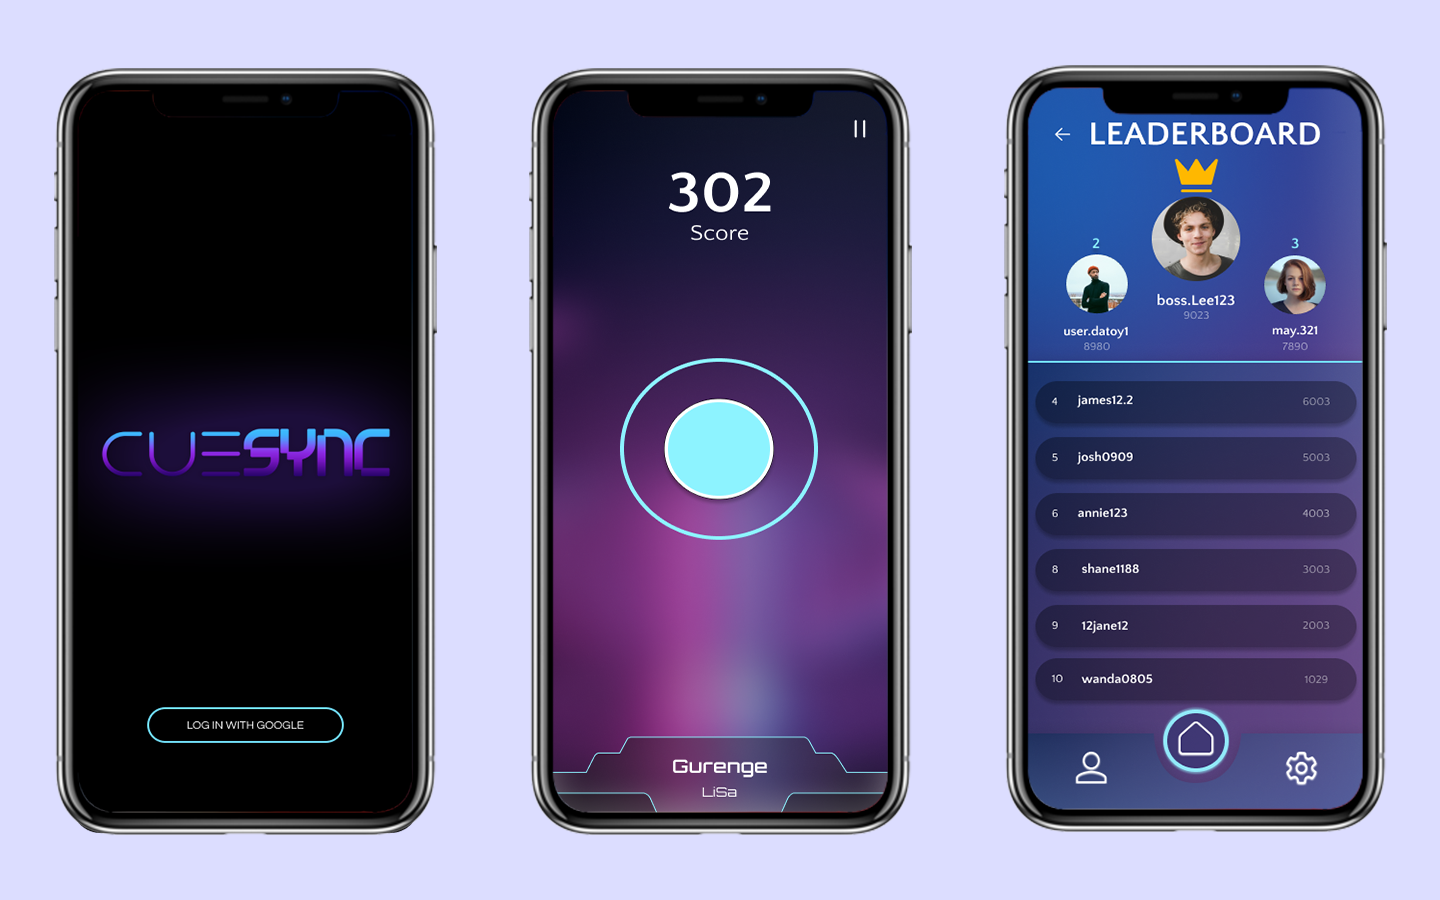 CUESYNC
LOG IN WITH GOOGLE
302
Score
Gurenge
LiSa
LEADERBOARD
2
3
boss.Lee123
9023
user.datoy1
8980
may.321
7890
4 james12.2 6003
5 josh0909 5003
6 annie123 4003
8 shane1188 3003
9 12jane12 2003
10 wanda0805 1029